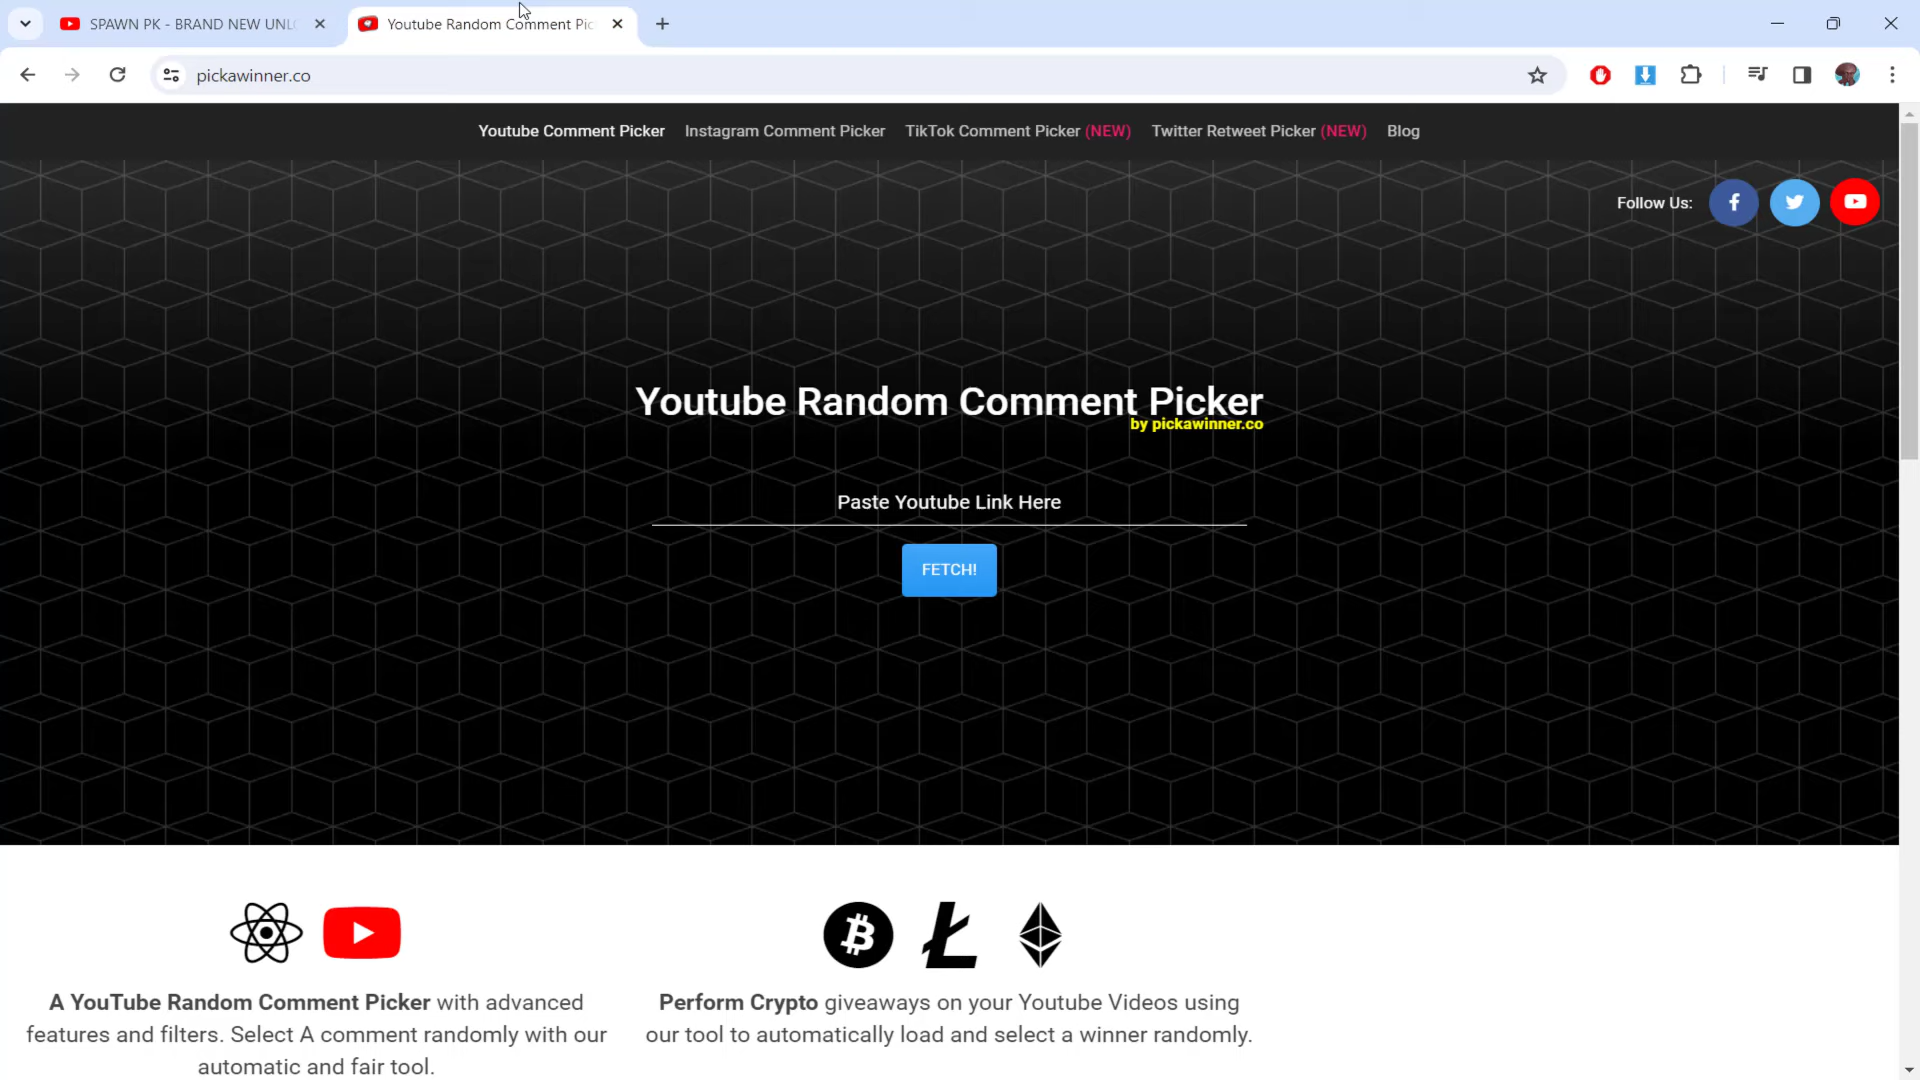 SPAWN PK - BRAND NEW UNL
Youtube Random Comment Pic
pickawinner.co
Youtube Comment Picker Instagram Comment Picker TikTok Comment Picker (NEW) Twitter Retweet Picker (NEW) Blog
Follow Us:
Youtube Random Comment Picker
by pickawinner.co
Paste Youtube Link Here
FETCH!
A YouTube Random Comment Picker with advanced
features and filters. Select A comment randomly with our
automatic and fair tool.
Perform Crypto giveaways on your Youtube Videos using
our tool to automatically load and select a winner randomly.